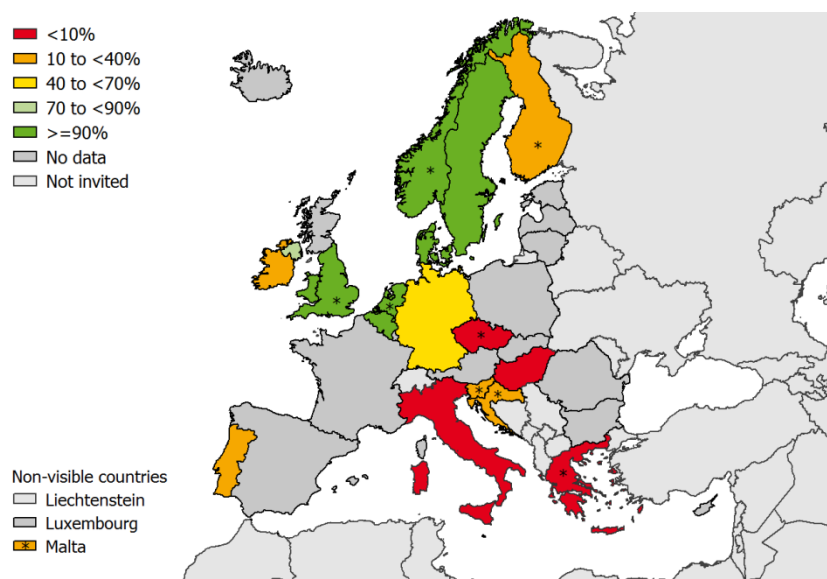 <10%
10 to <40%
40 to <70%
70 to <90%
>=90%
No data
Not invited
Non-visible countries
Liechtenstein
Luxembourg
Malta